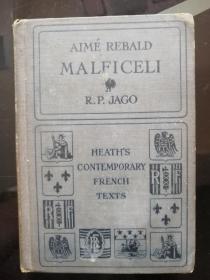 AIMÉ REBALD
MALFICELI
R. P. JAGO
HEATH'S
CONTEMPORARY
FRENCH
TEXTS